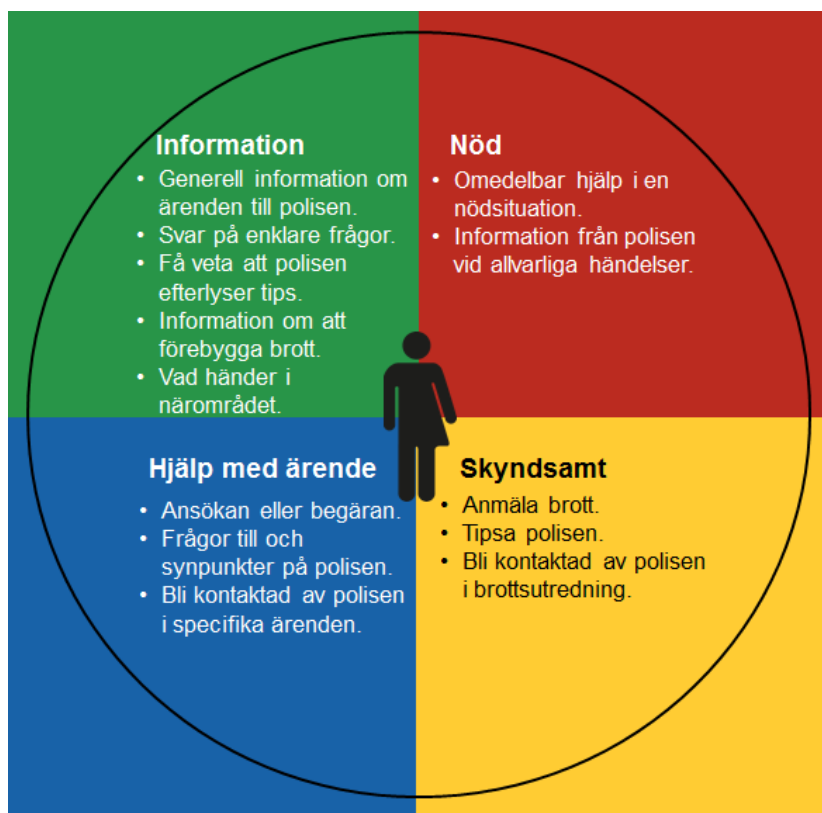 Information
• Generell information om
ärenden till polisen.
• Svar på enklare frågor.
• Få veta att polisen
efterlyser tips.
• Information om att
förebygga brott.
• Vad händer i
närområdet.
Nöd
• Omedelbar hjälp i en
nödsituation.
• Information från polisen
vid allvarliga händelser.
Hjälp med ärende
• Ansökan eller begäran.
• Frågor till och
synpunkter på polisen.
• Bli kontaktad av polisen
i specifika ärenden.
Skyndsamt
• Anmäla brott.
• Tipsa polisen.
• Bli kontaktad av polisen
i brottsutredning.